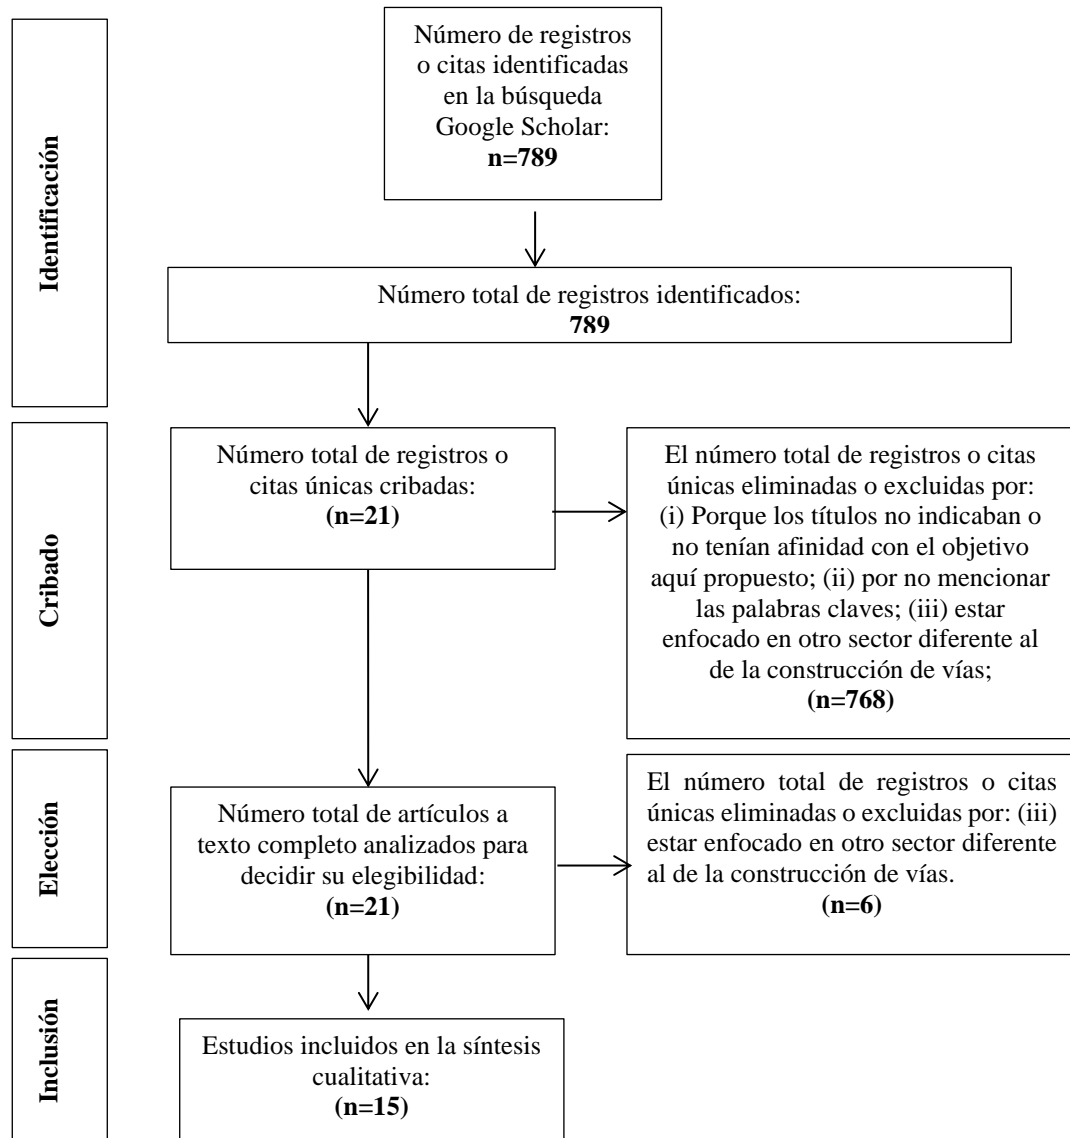 Identificación
Número de registros
o citas identificadas
en la búsqueda
Google Scholar:
n=789
Número total de registros identificados:
789
Cribado
Número total de registros o
citas únicas cribadas:
(n=21)
El número total de registros o citas
únicas eliminadas o excluidas por:
(i) Porque los títulos no indicaban o
no tenían afinidad con el objetivo
aquí propuesto; (ii) por no mencionar
las palabras claves; (iii) estar
enfocado en otro sector diferente al
de la construcción de vías;
(n=768)
Elección
Número total de artículos a
texto completo analizados para
decidir su elegibilidad:
(n=21)
El número total de registros o citas
únicas eliminadas o excluidas por: (iii)
estar enfocado en otro sector diferente
al de la construcción de vías.
(n=6)
Inclusión
Estudios incluidos en la síntesis
cualitativa:
(n=15)